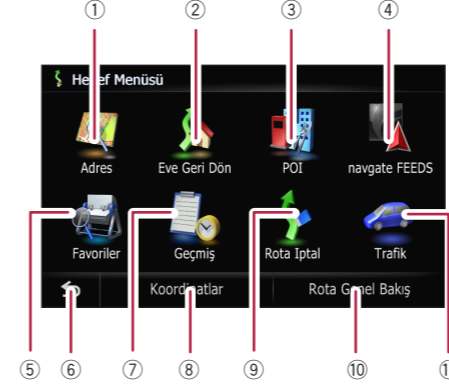 ① ② ③ ④
Hedef Menüsü
Adres Eve Geri Dön POI navgate FEEDS
Favoriler Geçmiş Rota Iptal Trafik
Koordinatlar Rota Genel Bakış
⑤ ⑥ ⑦ ⑧ ⑨ ⑩